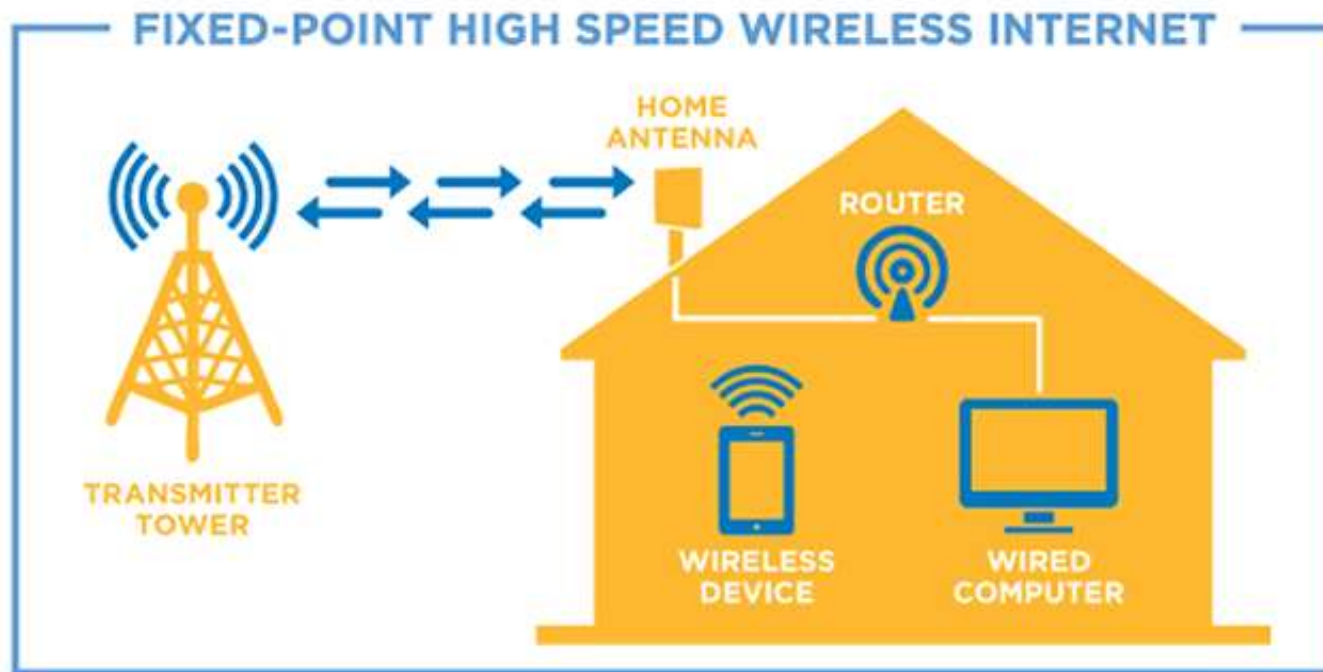 FIXED-POINT HIGH SPEED WIRELESS INTERNET
HOME
ANTENNA
ROUTER
TRANSMITTER
TOWER
WIRELESS
DEVICE
WIRED
COMPUTER